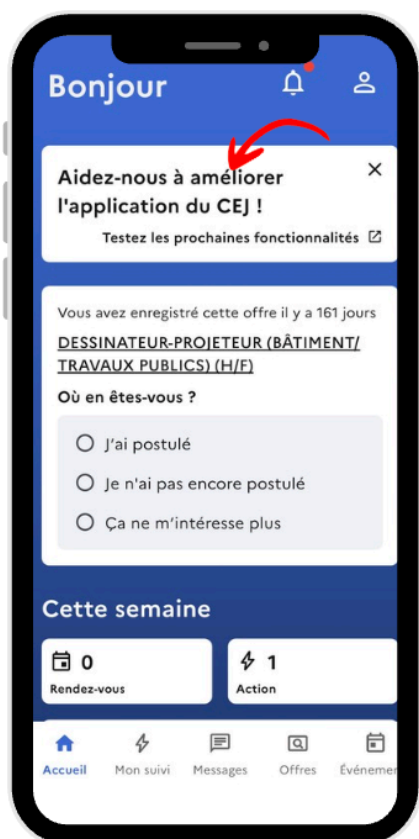 Bonjour
Aidez-nous à améliorer
l'application du CEJ !
Testez les prochaines fonctionnalités
Vous avez enregistré cette offre il y a 161 jours
DESSINATEUR-PROJETEUR (BÂTIMENT/
TRAVAUX PUBLICS) (H/F)
Où en êtes-vous ?
J'ai postulé
Je n'ai pas encore postulé
Ça ne m'intéresse plus
Cette semaine
0
Rendez-vous
1
Action
Accueil
Mon suivi
Messages
Offres
Événemer